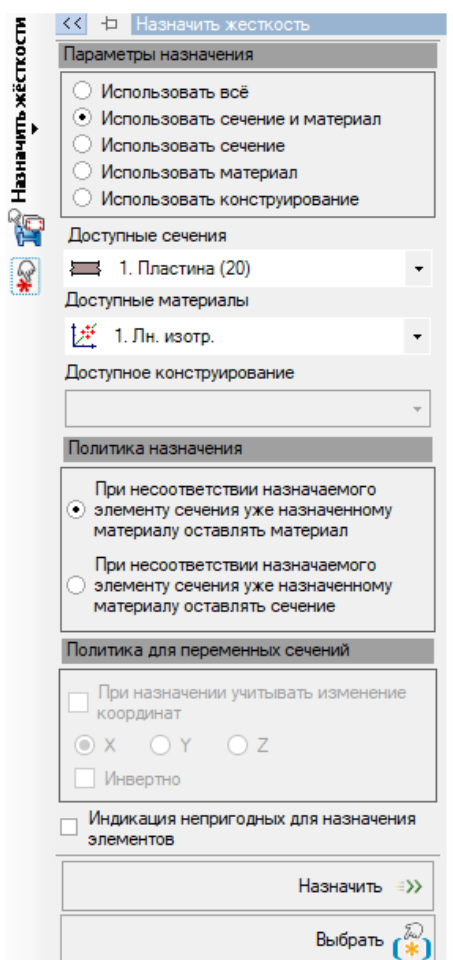 Назначить жёсткости
<< Назначить жесткость
Параметры назначения
Использовать всё
Использовать сечение и материал
Использовать сечение
Использовать материал
Использовать конструирование
Доступные сечения
1. Пластина (20)
Доступные материалы
1. Лн. изотр.
Доступное конструирование
Политика назначения
При несоответствии назначаемого
элементу сечения уже назначенному
материалу оставлять материал
При несоответствии назначаемого
элементу сечения уже назначенному
материалу оставлять сечение
Политика для переменных сечений
При назначении учитывать изменение
координат
X Y Z
Инвертно
Индикация непригодных для назначения
элементов
Назначить
Выбрать